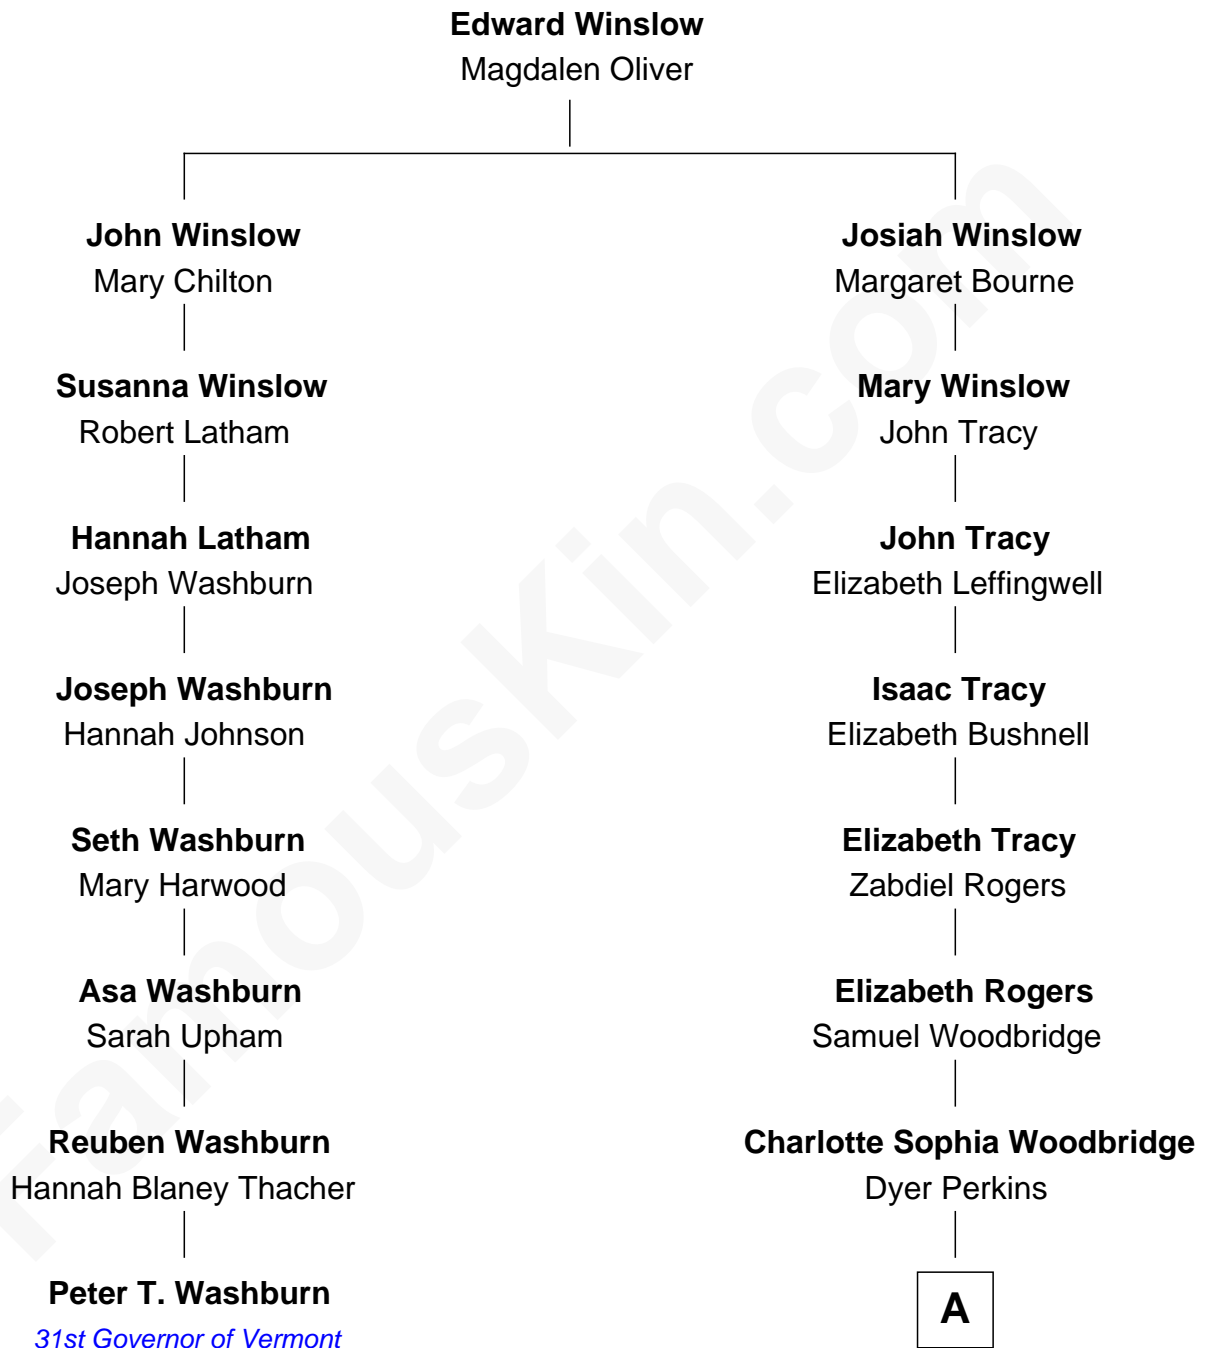 Edward Winslow
Magdalen Oliver
John Winslow
Mary Chilton
Josiah Winslow
Margaret Bourne
Susanna Winslow
Robert Latham
Mary Winslow
John Tracy
Hannah Latham
Joseph Washburn
John Tracy
Elizabeth Leffingwell
Joseph Washburn
Hannah Johnson
Isaac Tracy
Elizabeth Bushnell
Seth Washburn
Mary Harwood
Elizabeth Tracy
Zabdiel Rogers
Asa Washburn
Sarah Upham
Elizabeth Rogers
Samuel Woodbridge
Reuben Washburn
Hannah Blaney Thacher
Charlotte Sophia Woodbridge
Dyer Perkins
Peter T. Washburn
31st Governor of Vermont
A
FamousKin.com